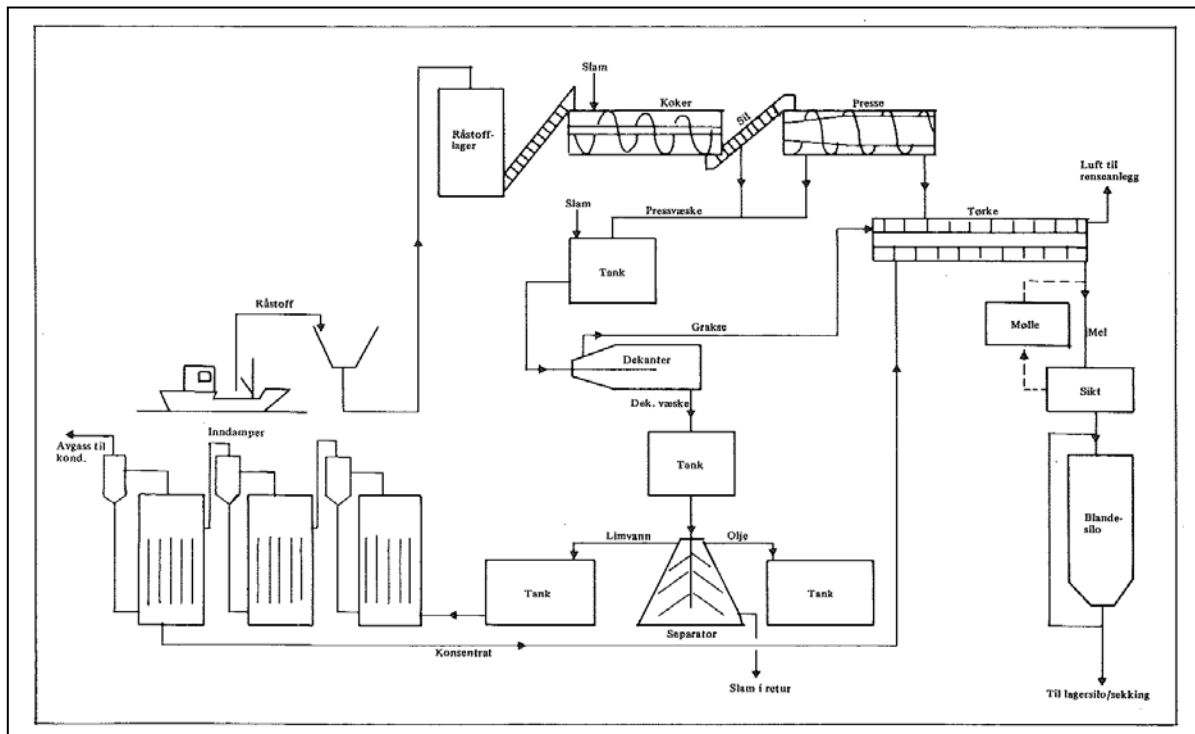 Slam
Koker
Sil
Presse
Råstoff-
lager
Luft til
renseanlegg
Slam
Pressvæske
Tørke
Tank
Råstoff
Grakse
Mølle
Mel
Dekanter
Sikt
Dek. væske
Inndamper
Avgass til
kond.
Tank
Blande-
silo
Limvann
Olje
Tank
Tank
Separator
Konsentrat
Slam i retur
Til lagersilo/sekking